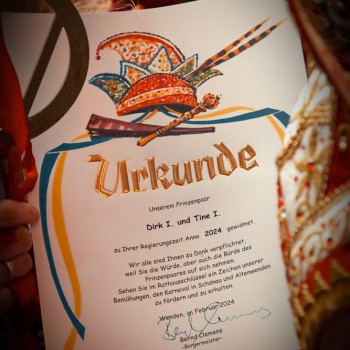 Urkunde
Unserem Prinzenpaar
Dirk I. und Tine I.
zu Ihrer Regierungszeit Anno 2024 gewidmet.
Wir alle sind Ihnen zu Dank verpflichtet,
weil Sie die Würde, aber auch die Bürde des
Prinzenpaares auf sich nehmen.
Sehen Sie im Rathausschlüssel ein Zeichen unserer
Bemühungen, den Karneval in Schönau und Altenwenden
zu fördern und zu erhalten.
Wenden, im Februar 2024
Bernd Clemens
-Bürgermeister-